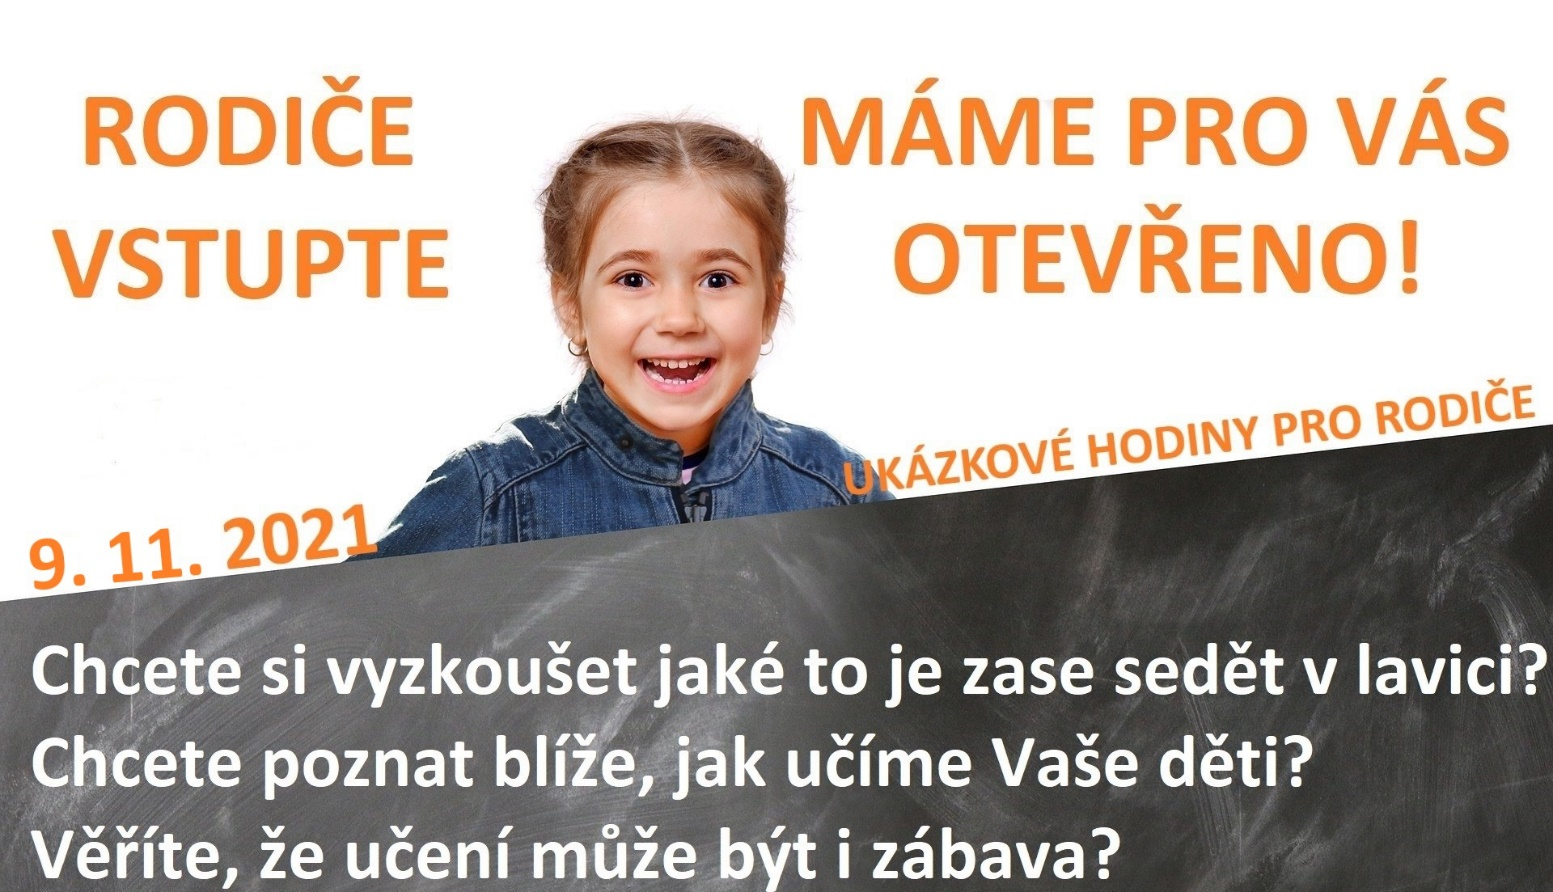 RODIČE
VSTUPTE
MÁME PRO VÁS
OTEVŘENO!
UKÁZKOVÉ HODINY PRO RODIČE
9. 11. 2021
Chcete si vyzkoušet jaké to je zase sedět v lavici?
Chcete poznat blíže, jak učíme Vaše děti?
Věříte, že učení může být i zábava?